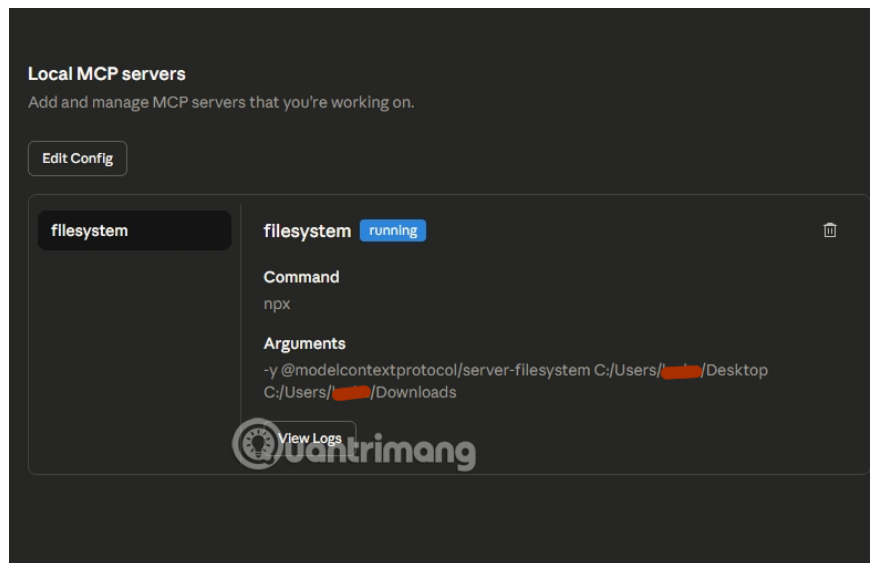 Local MCP servers
Add and manage MCP servers that you're working on.
Edit Config
filesystem
filesystem running
Command
npx
Arguments
-y @modelcontextprotocol/server-filesystem C:/Users/ /Desktop
C:/Users/ /Downloads
View Logs
Quantrimang